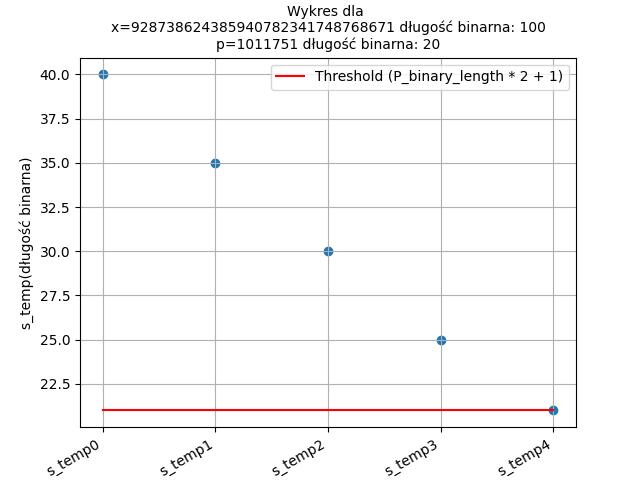 Wykres dla
x=928738624385940782341748768671 długość binarna: 100
p=1011751 długość binarna: 20
Threshold (P_binary_length * 2 + 1)
s_temp(długość binarna)
40.0
37.5
35.0
32.5
30.0
27.5
25.0
22.5
s_temp0
s_temp1
s_temp2
s_temp3
s_temp4